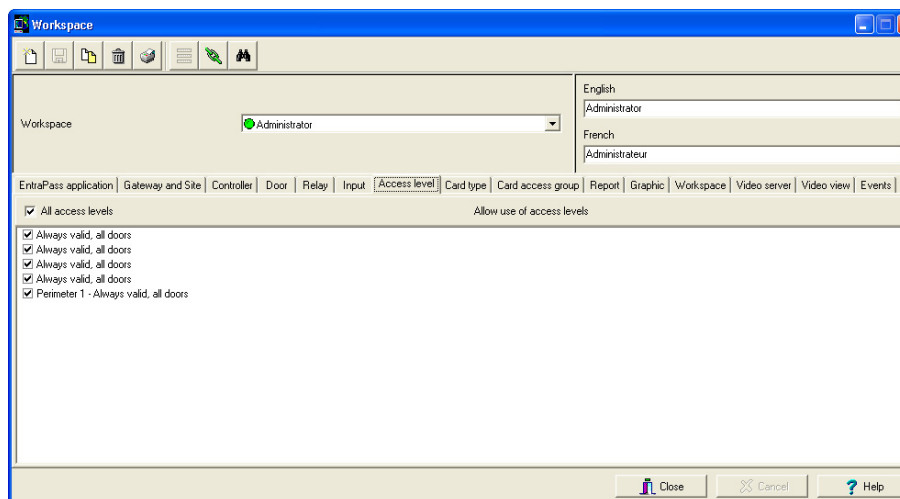 Workspace
English
Administrator
Workspace
Administrator
French
Administrateur
EntraPass application Gateway and Site Controller Door Relay Input Access level Card type Card access group Report Graphic Workspace Video server Video view Events
All access levels
Allow use of access levels
Always valid, all doors
Always valid, all doors
Always valid, all doors
Always valid, all doors
Perimeter 1 - Always valid, all doors
Close Cancel Help